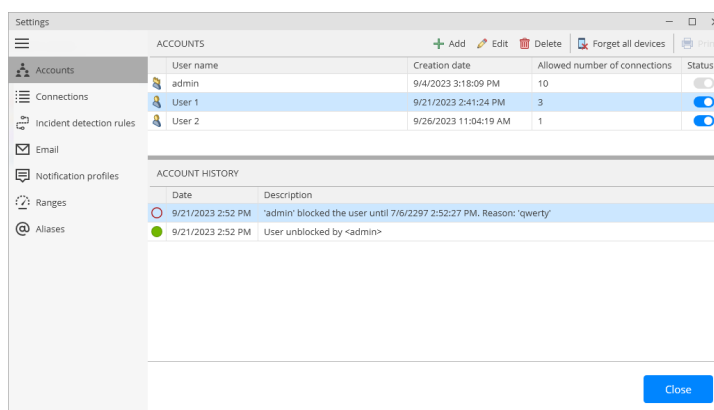 Settings
ACCOUNTS Add Edit Delete Forget all devices Print
User name Creation date Allowed number of connections Status
admin 9/4/2023 3:18:09 PM 10
User 1 9/21/2023 2:41:24 PM 3
User 2 9/26/2023 11:04:19 AM 1
Accounts
Connections
Incident detection rules
Email
Notification profiles
Ranges
Aliases
ACCOUNT HISTORY
Date Description
9/21/2023 2:52 PM 'admin' blocked the user until 7/6/2297 2:52:27 PM. Reason: 'qwerty'
9/21/2023 2:52 PM User unblocked by <admin>
Close